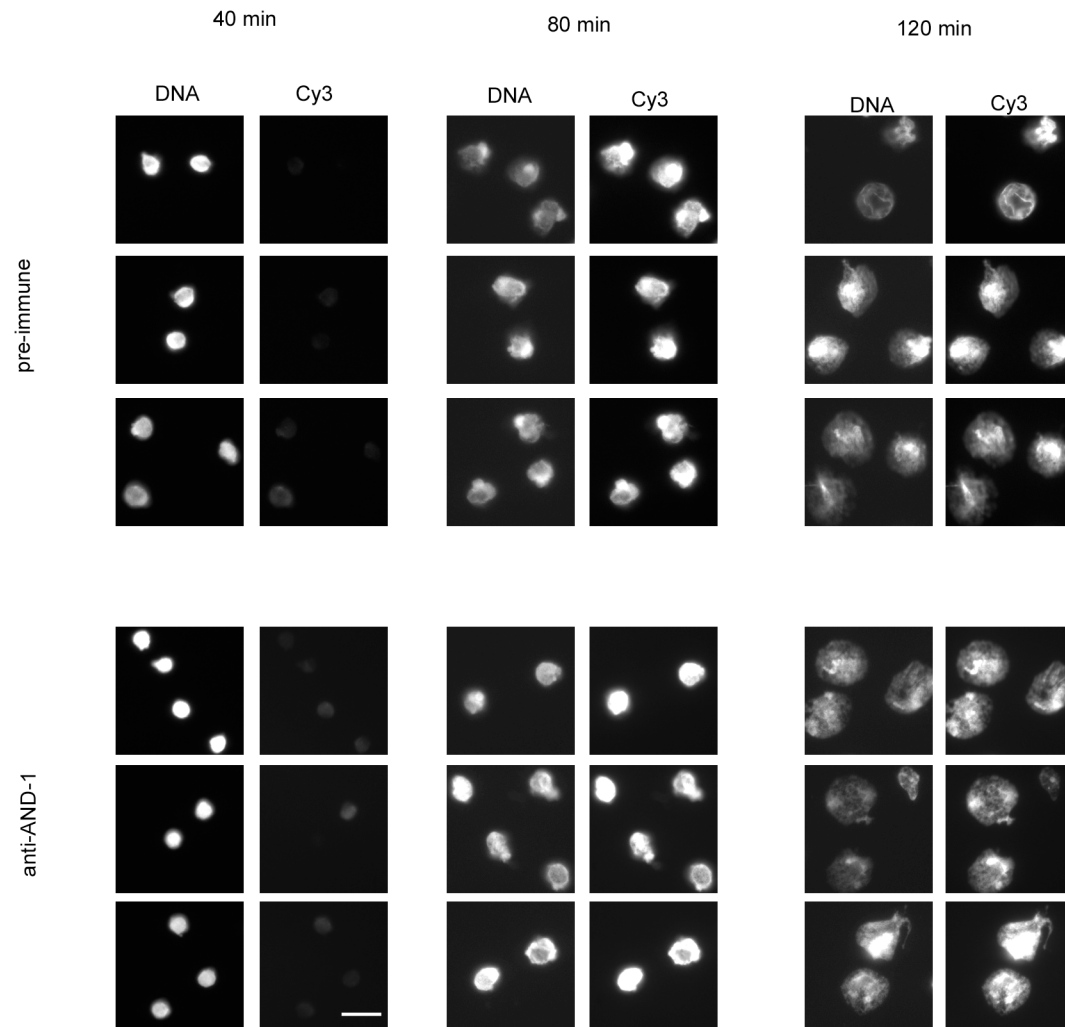 40 min
80 min
120 min
DNA
Cy3
DNA
Cy3
DNA
Cy3
pre-immune
anti-AND-1